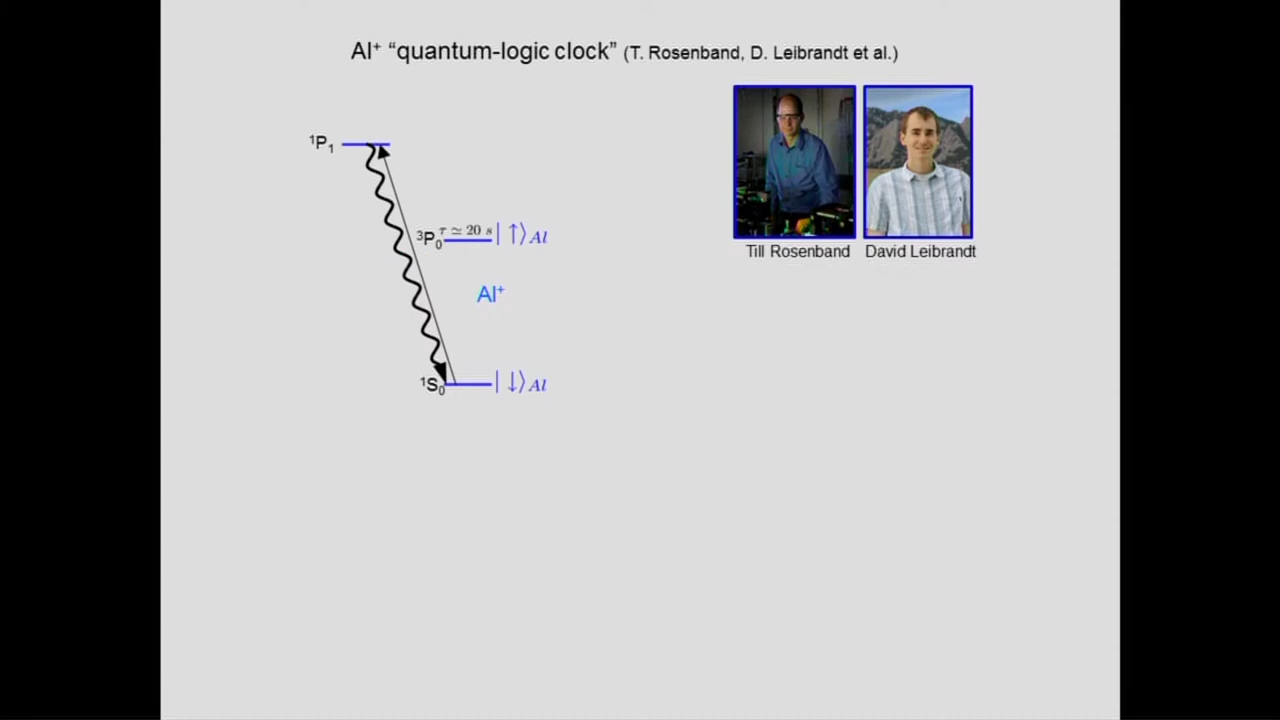 Al⁺ “quantum-logic clock” (T. Rosenband, D. Leibrandt et al.)
¹P₁
³P₀ τ ≃ 20 s |↑⟩Al
Al⁺
¹S₀ |↓⟩Al
Till Rosenband David Leibrandt